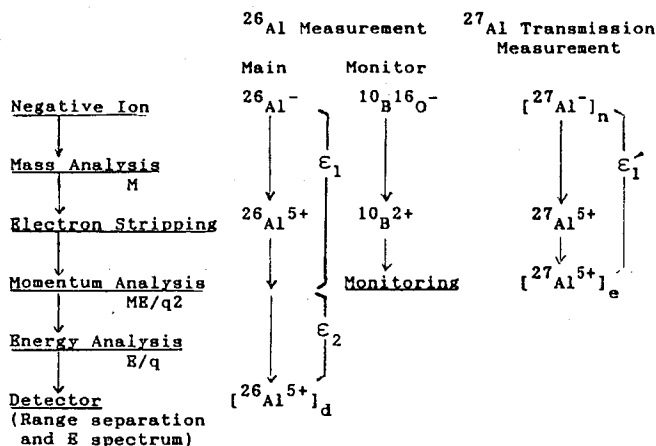 ²⁶Al Measurement
²⁷Al Transmission
Measurement
Main Monitor
Negative Ion ²⁶Al⁻ ¹⁰B¹⁶O⁻ [²⁷Al⁻]n
Mass Analysis
M
ε₁ ε₁′
Electron Stripping ²⁶Al⁵⁺ ¹⁰B²⁺ ²⁷Al⁵⁺
Momentum Analysis Monitoring [²⁷Al⁵⁺]e
ME/q2
ε₂
Energy Analysis
E/q
Detector [²⁶Al⁵⁺]d
(Range separation
and E spectrum)